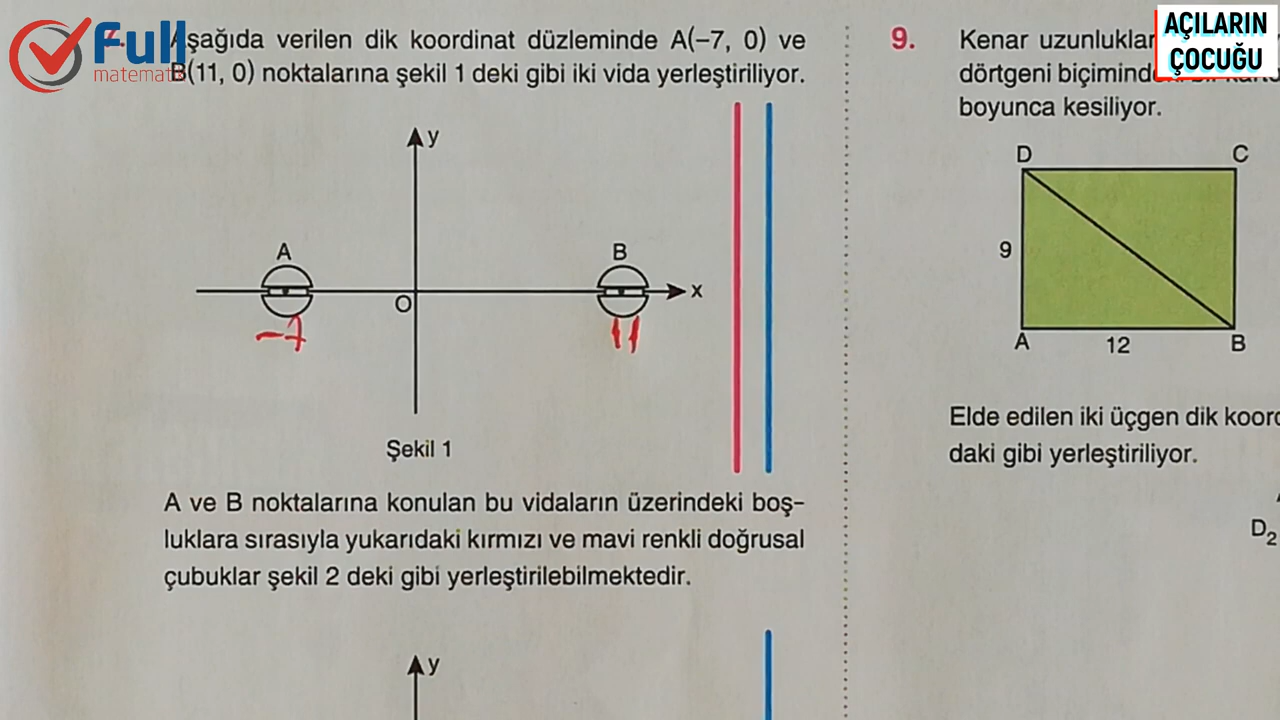 Full
matematik
Aşağıda verilen dik koordinat düzleminde A(−7, 0) ve
B(11, 0) noktalarına şekil 1 deki gibi iki vida yerleştiriliyor.
y
A
B
O
x
−7
11
Şekil 1
A ve B noktalarına konulan bu vidaların üzerindeki boş-
luklara sırasıyla yukarıdaki kırmızı ve mavi renkli doğrusal
çubuklar şekil 2 deki gibi yerleştirilebilmektedir.
y
AÇILARIN
ÇOCUĞU
9.
Kenar
dörtgeni
boyunca kesiliyor.
D
C
9
A
12
B
Elde edilen iki üçgen dik
daki gibi yerleştiriliyor.
D2